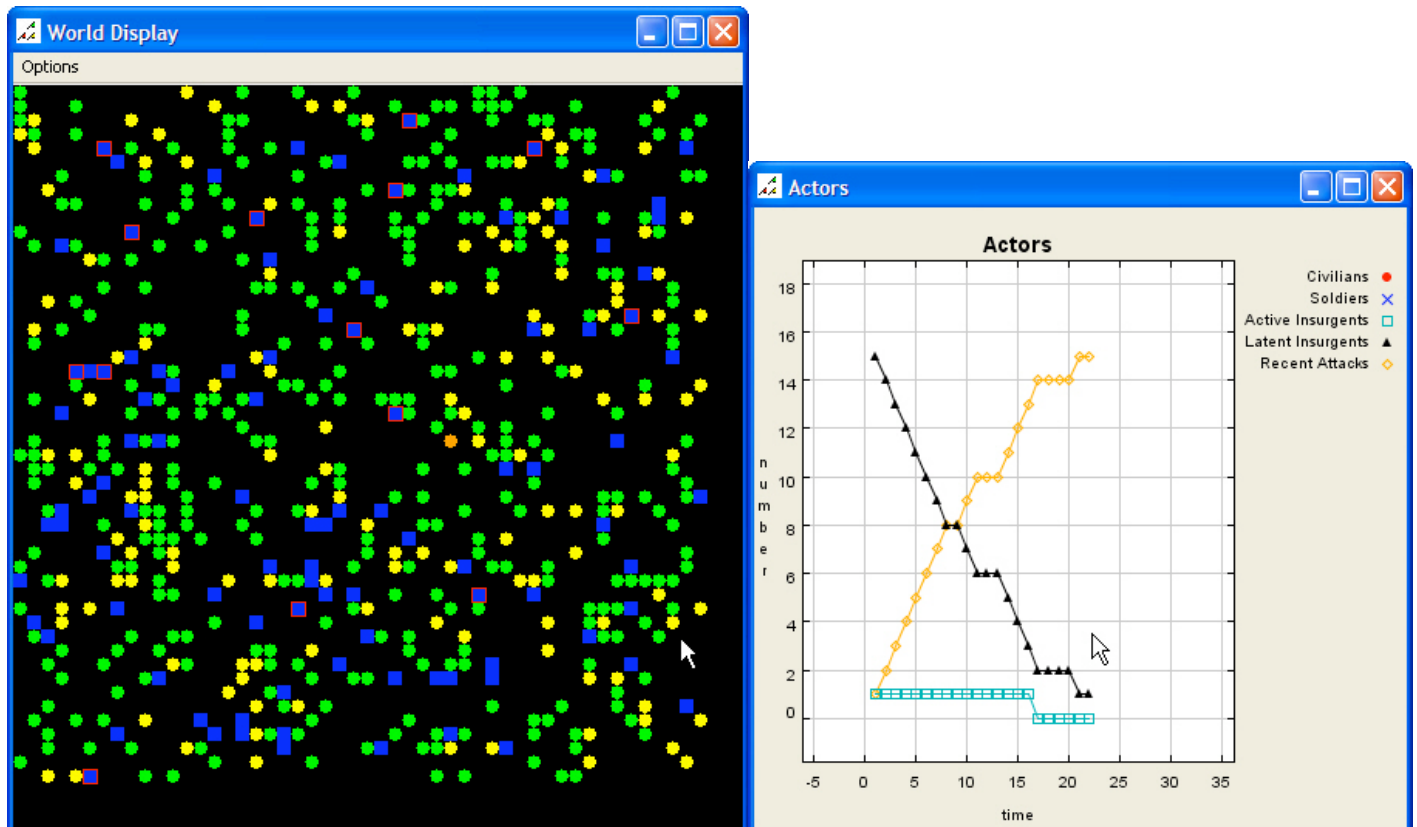 World Display
Options
Actors
Actors
Civilians
Soldiers
Active Insurgents
Latent Insurgents
Recent Attacks
18
16
14
12
10
8
6
4
2
0
number
-5 0 5 10 15 20 25 30 35
time